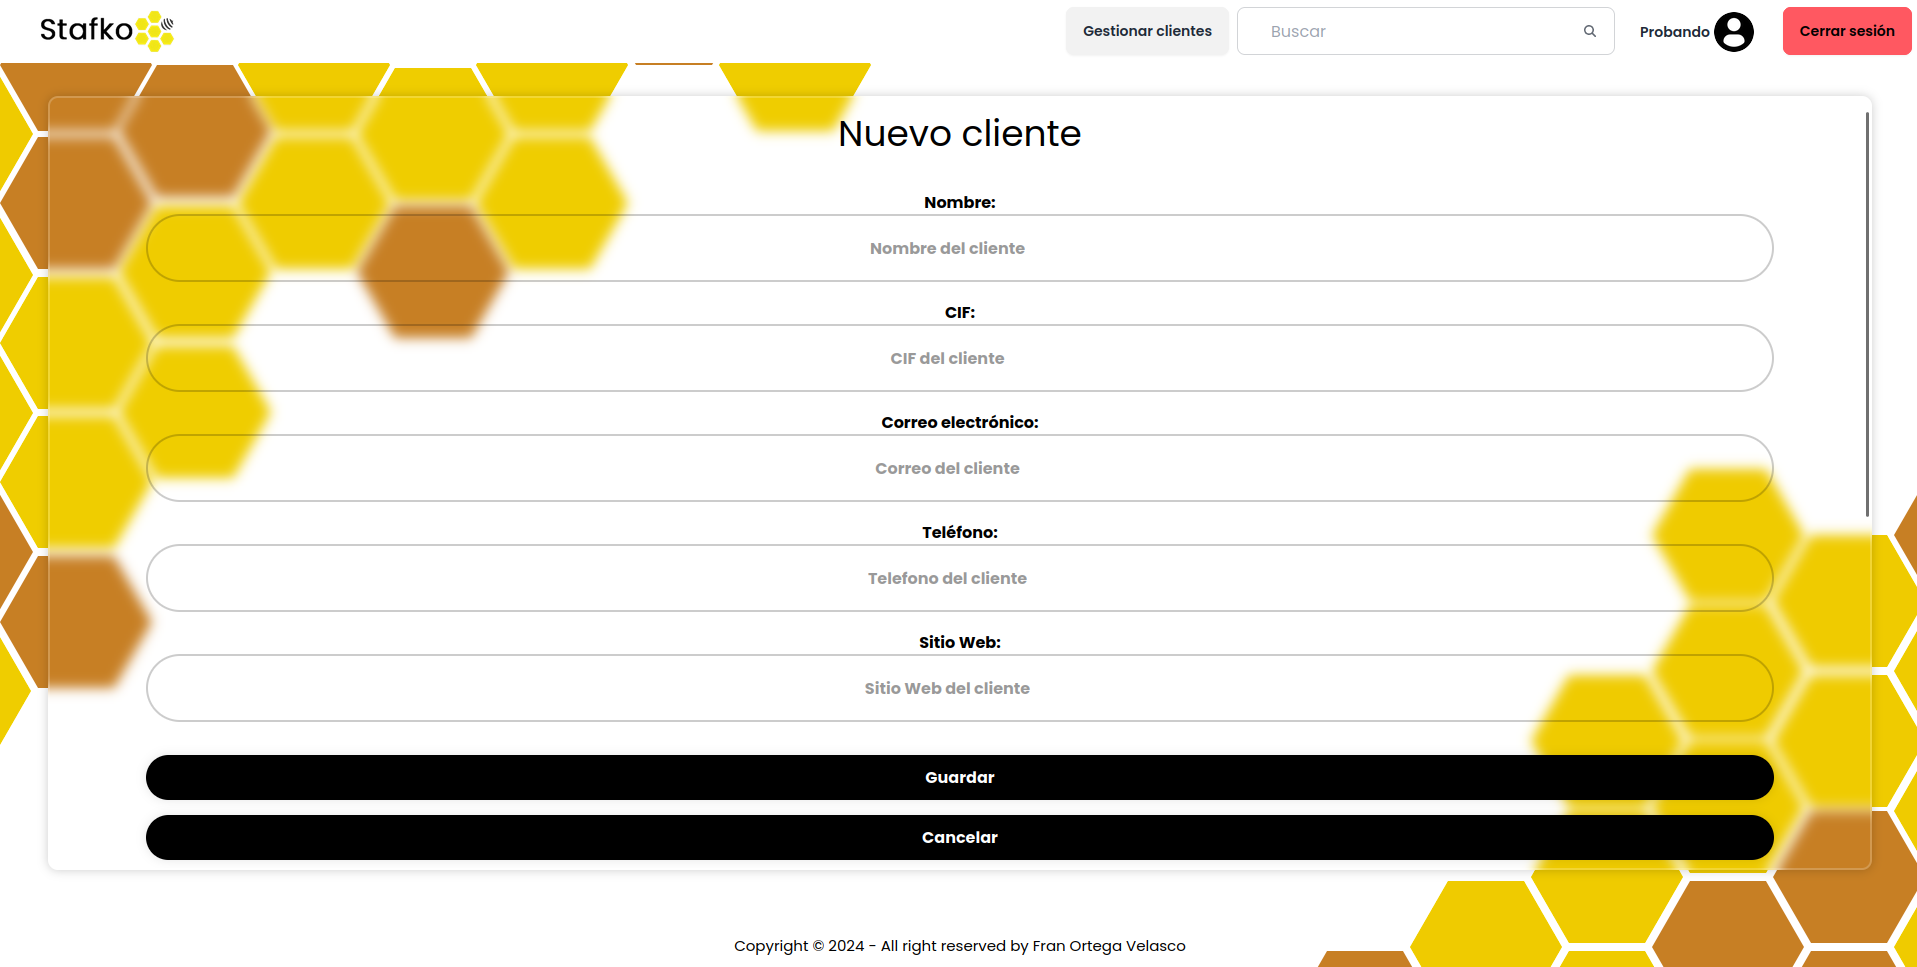 Stafko
Gestionar clientes
Buscar
Probando
Cerrar sesión
Nuevo cliente
Nombre:
Nombre del cliente
CIF:
CIF del cliente
Correo electrónico:
Correo del cliente
Teléfono:
Telefono del cliente
Sitio Web:
Sitio Web del cliente
Guardar
Cancelar
Copyright © 2024 - All right reserved by Fran Ortega Velasco